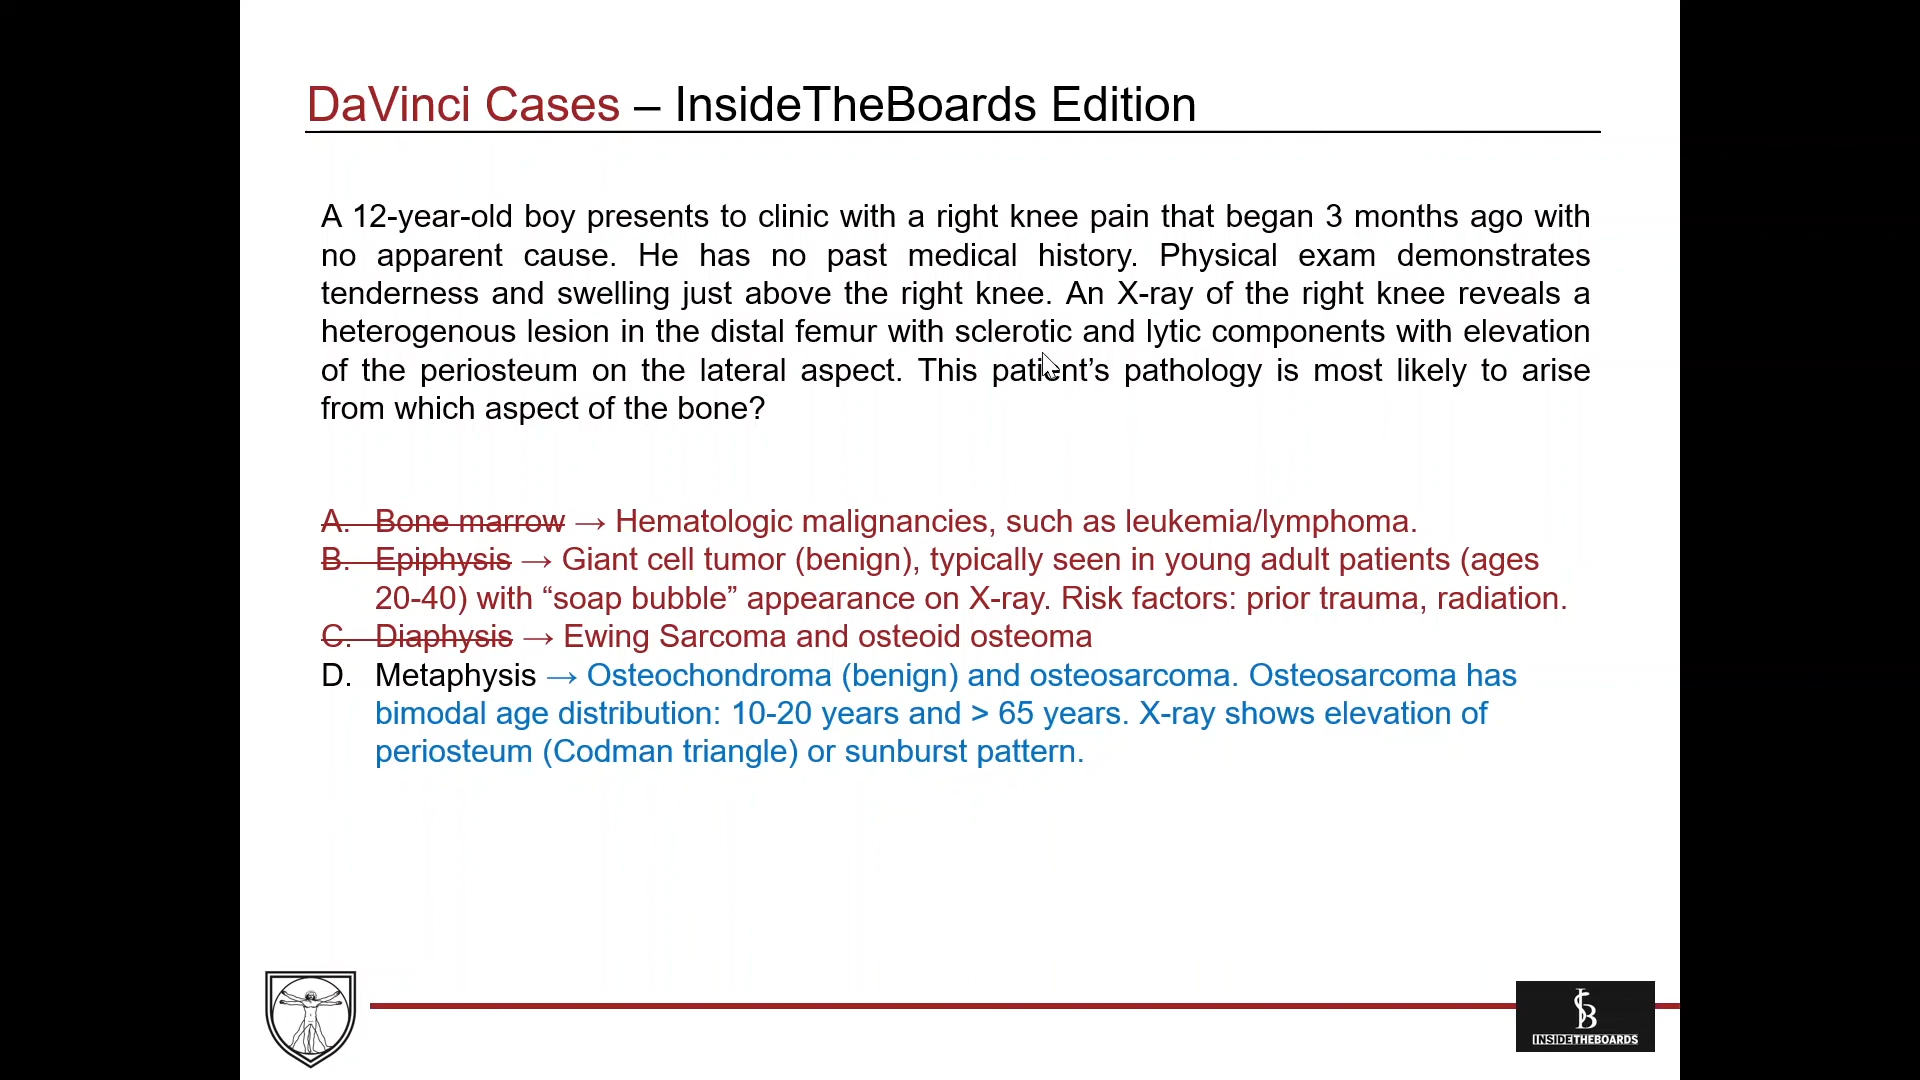 DaVinci Cases – InsideTheBoards Edition
A 12-year-old boy presents to clinic with a right knee pain that began 3 months ago with
no apparent cause. He has no past medical history. Physical exam demonstrates
tenderness and swelling just above the right knee. An X-ray of the right knee reveals a
heterogenous lesion in the distal femur with sclerotic and lytic components with elevation
of the periosteum on the lateral aspect. This patient’s pathology is most likely to arise
from which aspect of the bone?
A. Bone marrow → Hematologic malignancies, such as leukemia/lymphoma.
B. Epiphysis → Giant cell tumor (benign), typically seen in young adult patients (ages
20-40) with “soap bubble” appearance on X-ray. Risk factors: prior trauma, radiation.
C. Diaphysis → Ewing Sarcoma and osteoid osteoma
D. Metaphysis → Osteochondroma (benign) and osteosarcoma. Osteosarcoma has
bimodal age distribution: 10-20 years and > 65 years. X-ray shows elevation of
periosteum (Codman triangle) or sunburst pattern.
INSIDETHEBOARDS